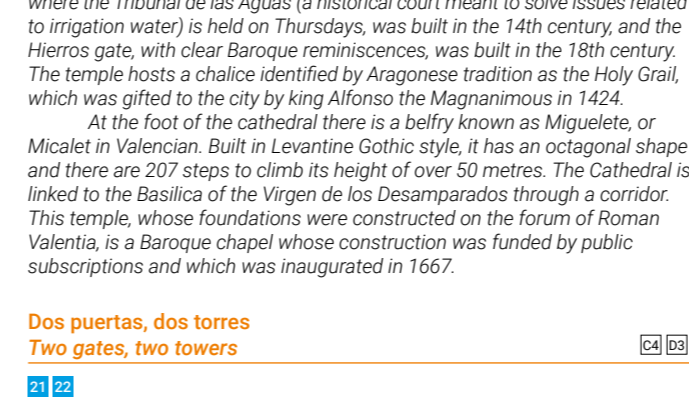 where the Tribunal de las Aguas (a historical court meant to solve issues related
to irrigation water) is held on Thursdays, was built in the 14th century, and the
Hierros gate, with clear Baroque reminiscences, was built in the 18th century.
The temple hosts a chalice identified by Aragonese tradition as the Holy Grail,
which was gifted to the city by king Alfonso the Magnanimous in 1424.
At the foot of the cathedral there is a belfry known as Miguelete, or
Micalet in Valencian. Built in Levantine Gothic style, it has an octagonal shape
and there are 207 steps to climb its height of over 50 metres. The Cathedral is
linked to the Basilica of the Virgen de los Desamparados through a corridor.
This temple, whose foundations were constructed on the forum of Roman
Valentia, is a Baroque chapel whose construction was funded by public
subscriptions and which was inaugurated in 1667.
Dos puertas, dos torres
Two gates, two towers
C4 D3
21 22